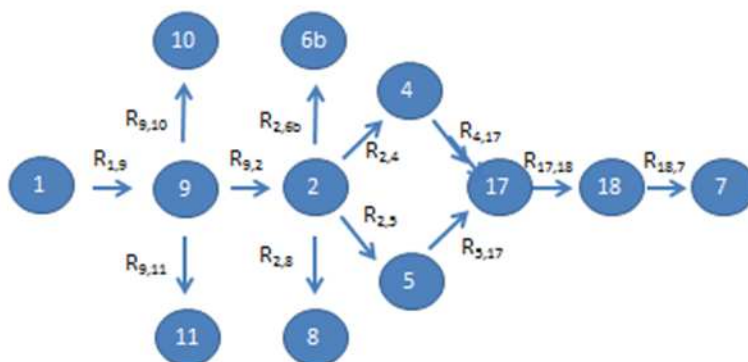 10
6b
4
R9,10
R2,6b
R4,17
R1,9
R9,2
R2,4
R17,18
R18,7
1
9
2
17
18
7
R9,11
R2,8
R2,5
R5,17
5
11
8